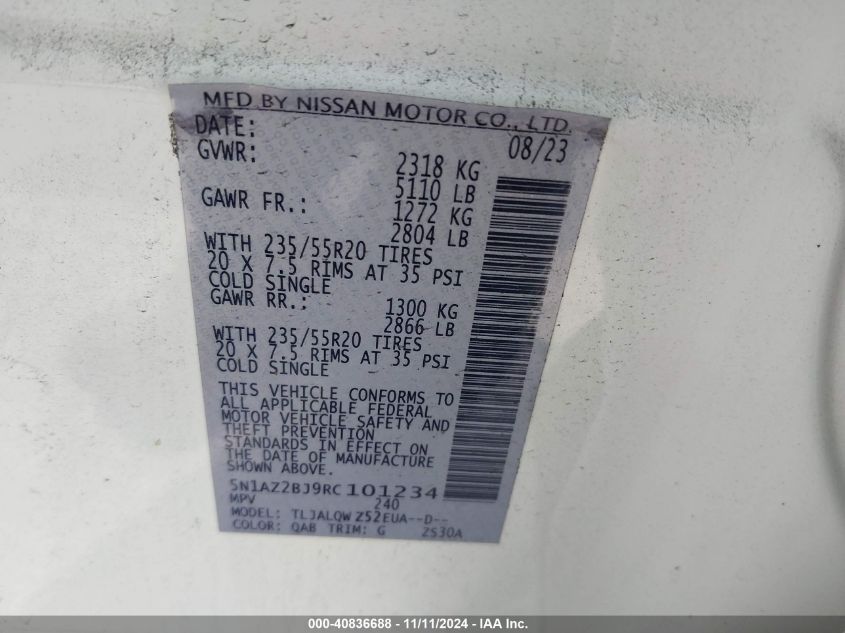 MFD BY NISSAN MOTOR CO., LTD.
DATE: 08/23
GVWR: 2318 KG
5110 LB
GAWR FR.: 1272 KG
2804 LB
WITH 235/55R20 TIRES
20 X 7.5 RIMS AT 35 PSI
COLD SINGLE
GAWR RR.: 1300 KG
2866 LB
WITH 235/55R20 TIRES
20 X 7.5 RIMS AT 35 PSI
COLD SINGLE
THIS VEHICLE CONFORMS TO
ALL APPLICABLE FEDERAL
MOTOR VEHICLE SAFETY AND
THEFT PREVENTION
STANDARDS IN EFFECT ON
THE DATE OF MANUFACTURE
SHOWN ABOVE.
5N1AZ2BJ9RC101234
MPV 240
MODEL: TLJALQW Z52EUA--D--
COLOR: QAB TRIM: G ZS30A
000-40836688 - 11/11/2024 - IAA Inc.